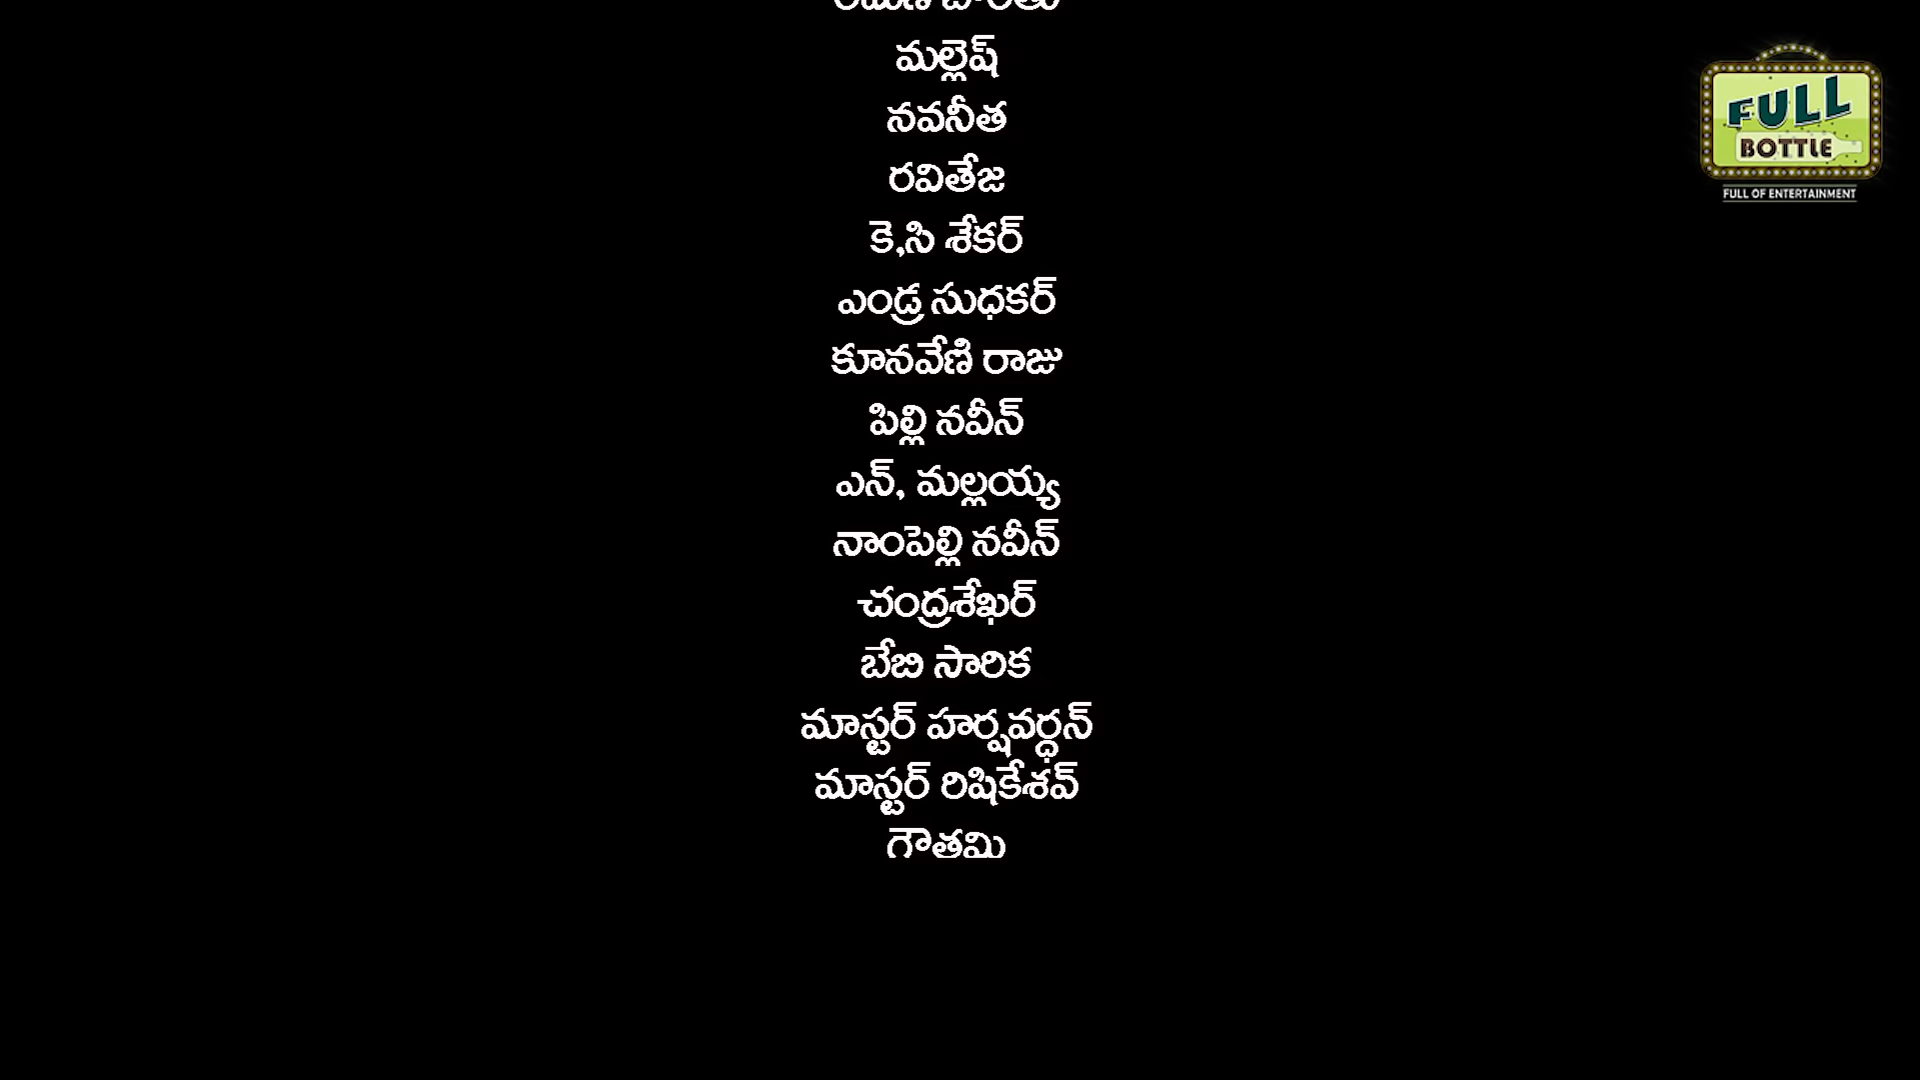 మల్లెష్
నవనీత
రవితేజ
కె,సి శేకర్
ఎండ్ర సుధకర్
కూనవేణి రాజు
పిల్లి నవీన్
ఎన్, మల్లయ్య
నాంపెల్లి నవీన్
చంద్రశేఖర్
బేబి సారిక
మాస్టర్ హర్షవర్ధన్
మాస్టర్ రిషికేశవ్
గౌతమి
FULL
BOTTLE
FULL OF ENTERTAINMENT